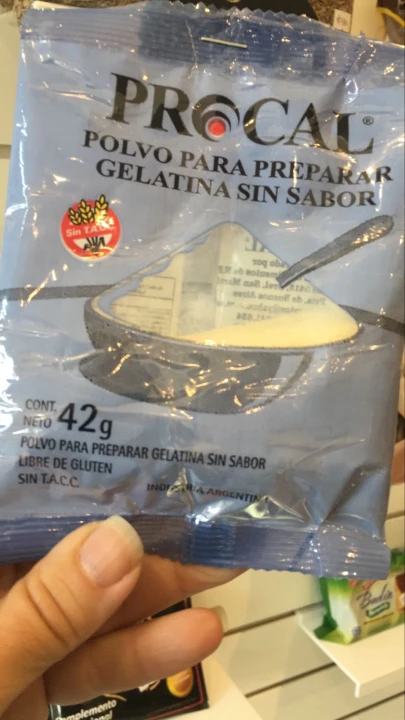 PROCAL®
POLVO PARA PREPARAR
GELATINA SIN SABOR
Sin T.A.C.C.
CONT.
NETO 42g
POLVO PARA PREPARAR GELATINA SIN SABOR
LIBRE DE GLUTEN
SIN T.A.C.C.
INDUSTRIA ARGENTINA